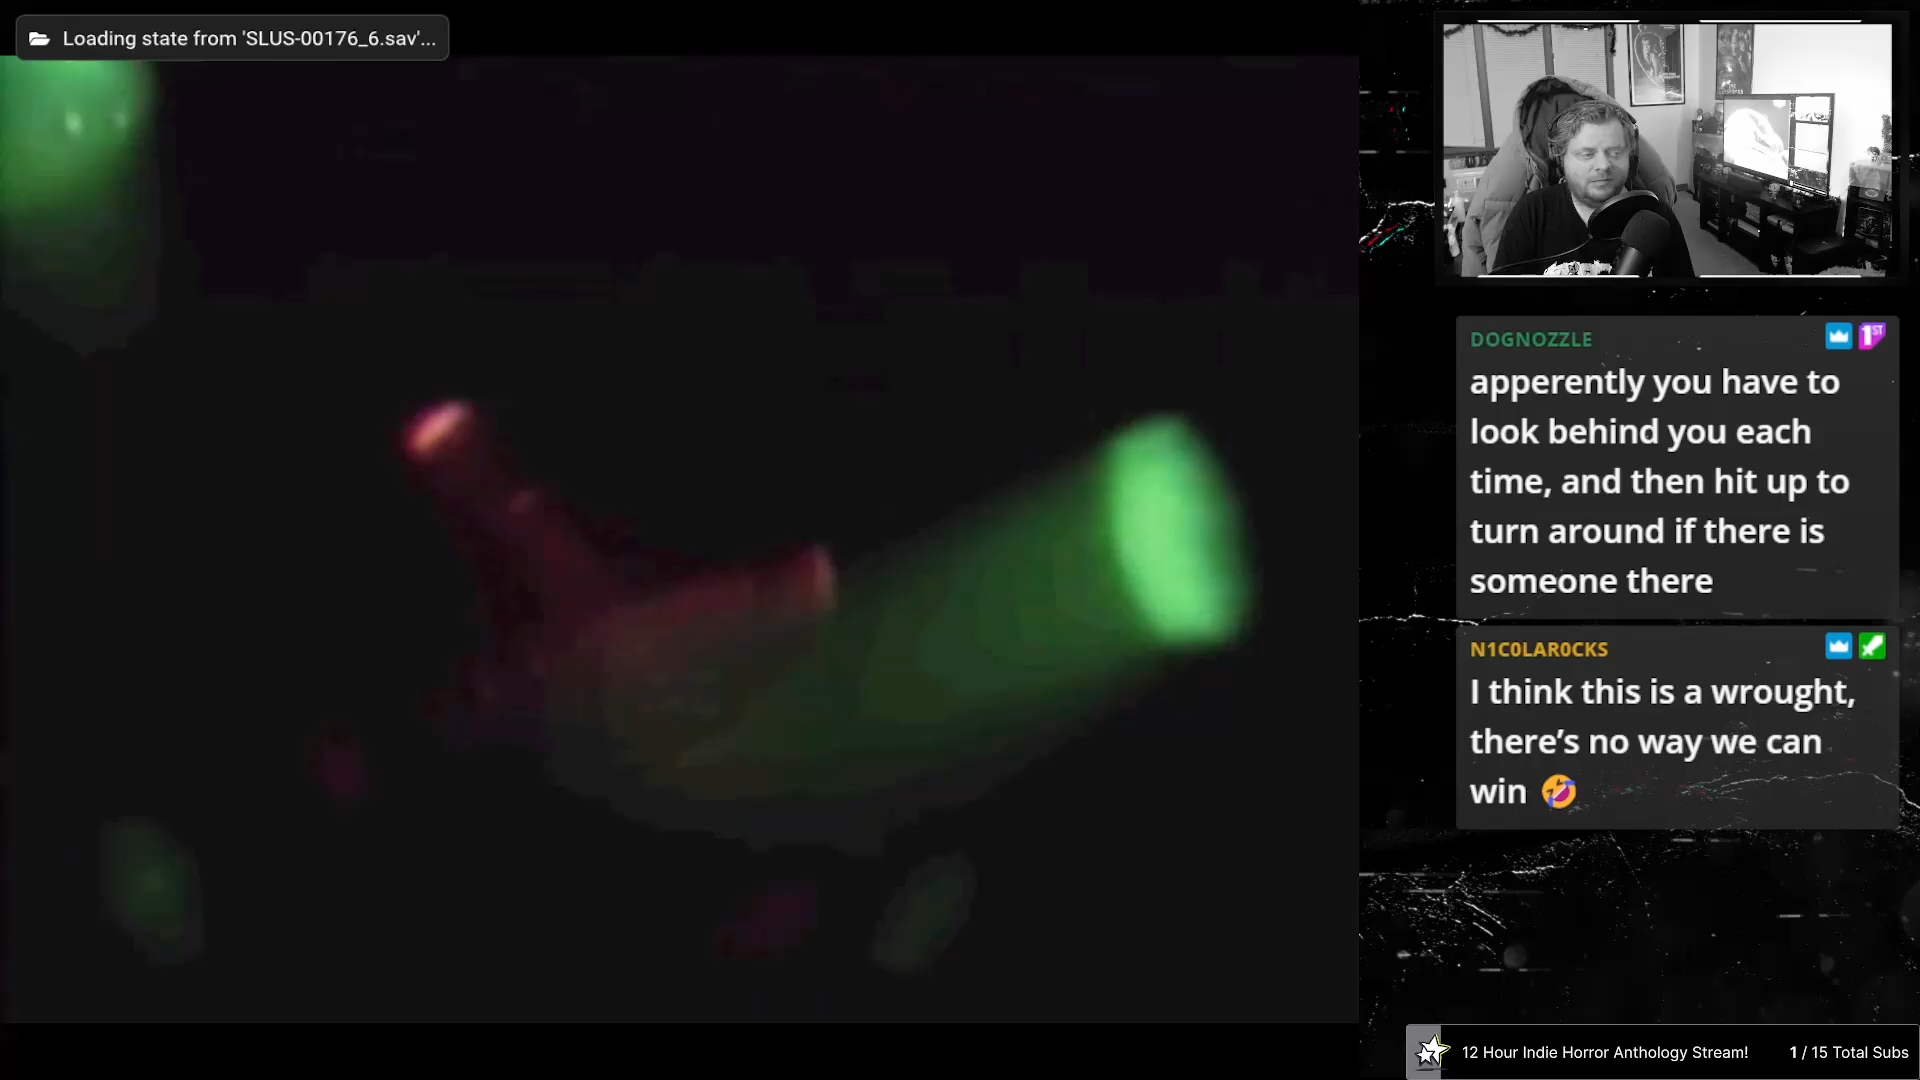 Loading state from 'SLUS-00176_6.sav'...
DOGNOZZLE
1ST
apperently you have to
look behind you each
time, and then hit up to
turn around if there is
someone there
N1C0LAR0CKS
I think this is a wrought,
there's no way we can
win 🤣
12 Hour Indie Horror Anthology Stream! 1 / 15 Total Subs